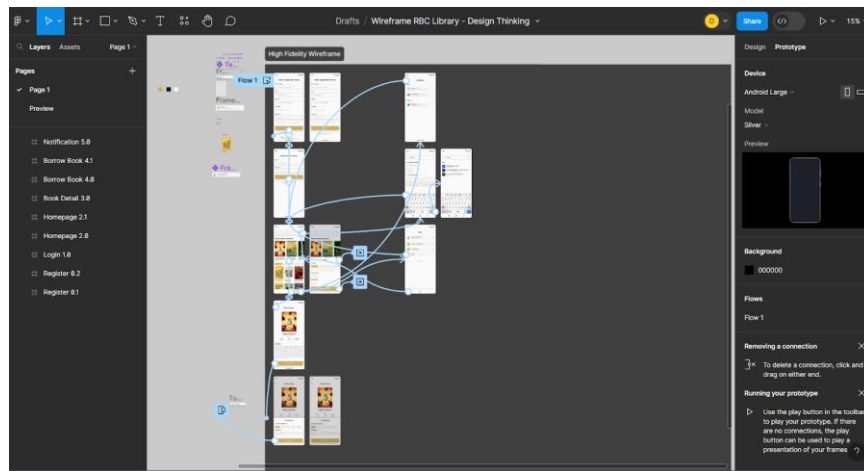 Drafts / Wireframe RBC Library - Design Thinking
D
Share
15%
Layers
Assets
Page 1
Pages
Page 1
Preview
Notification 5.0
Borrow Book 4.1
Borrow Book 4.0
Book Detail 3.0
Homepage 2.1
Homepage 2.0
Login 1.0
Register 0.2
Register 0.1
High Fidelity Wireframe
Te...
Fr...
Flow 1
Frame...
Fra...
To...
Design
Prototype
Device
Android Large
Model
Silver
Preview
Background
000000
Flows
Flow 1
Removing a connection
To delete a connection, click and
drag on either end.
Running your prototype
Use the play button in the toolbar
to play your prototype. If there
are no connections, the play
button can be used to play a
presentation of your frames
?